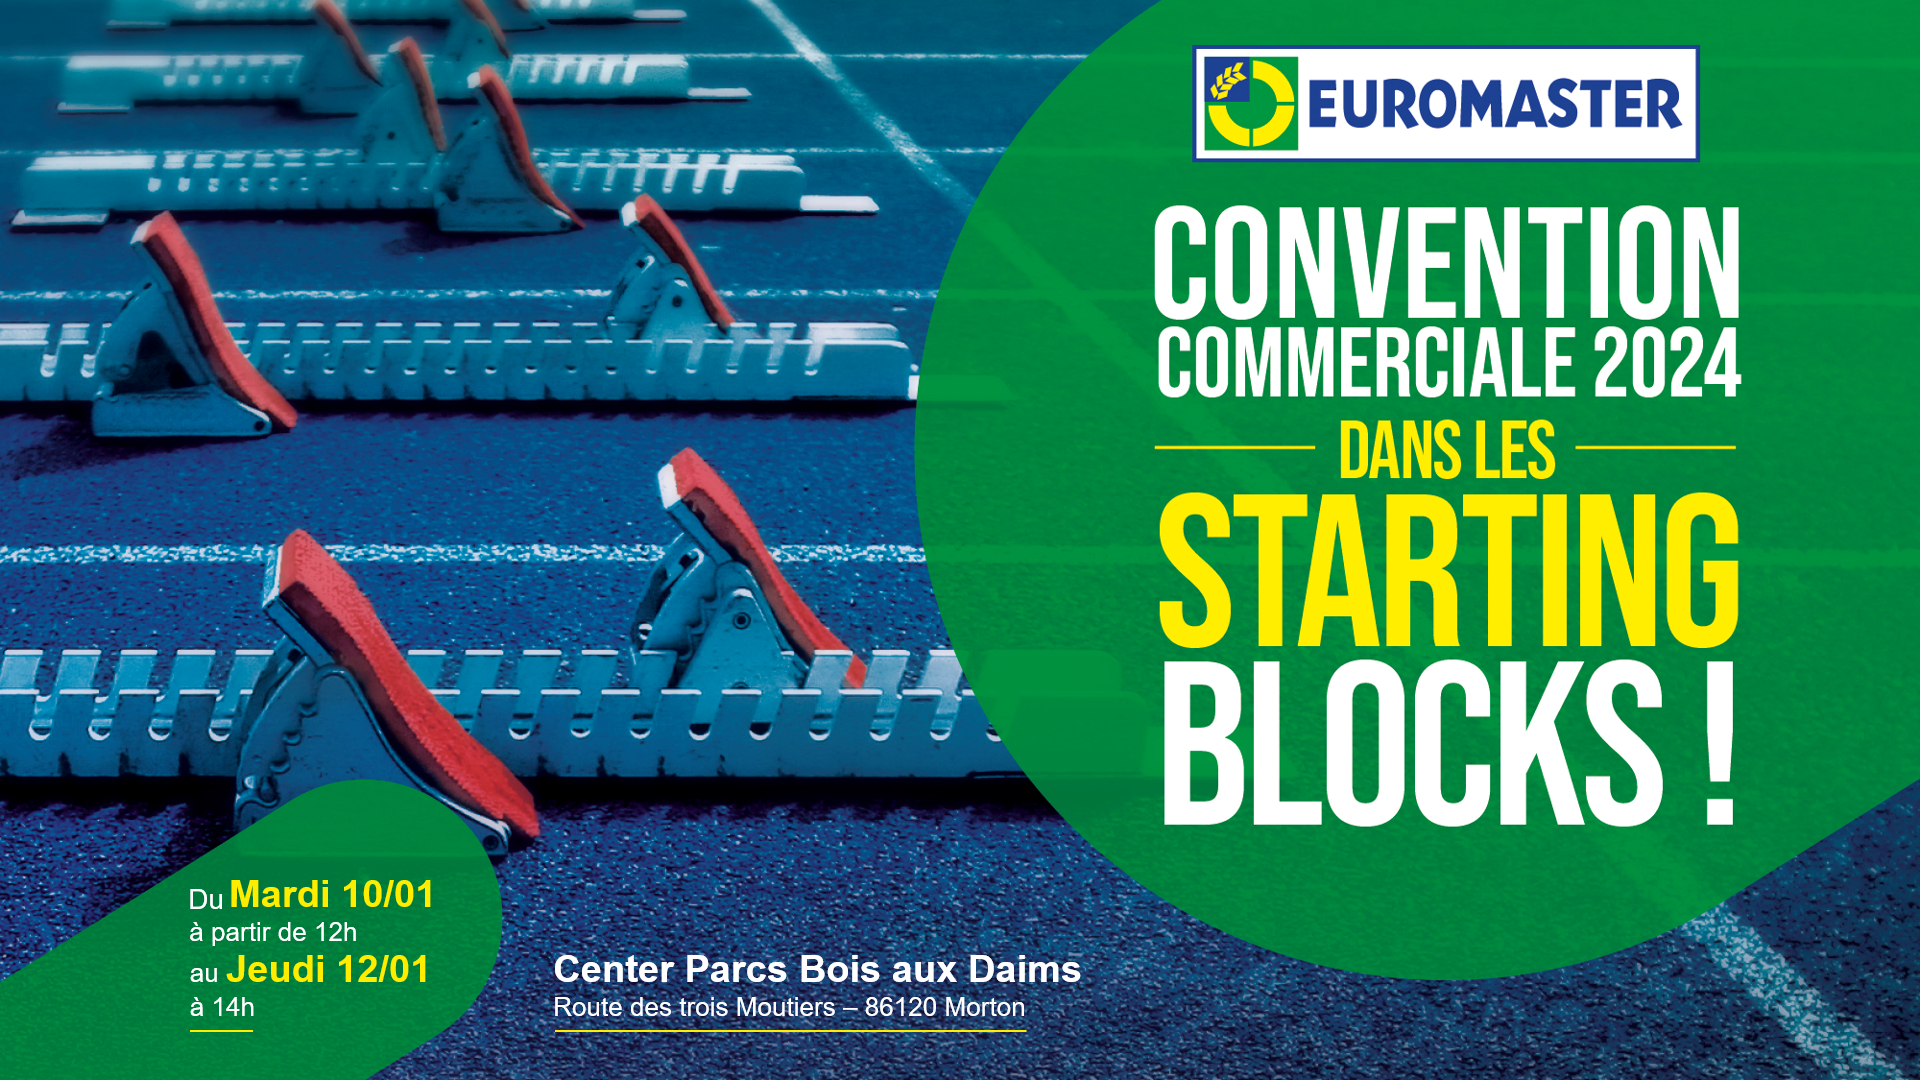 EUROMASTER
CONVENTION
COMMERCIALE 2024
DANS LES
STARTING
BLOCKS !
Du Mardi 10/01
à partir de 12h
au Jeudi 12/01
à 14h
Center Parcs Bois aux Daims
Route des trois Moutiers – 86120 Morton